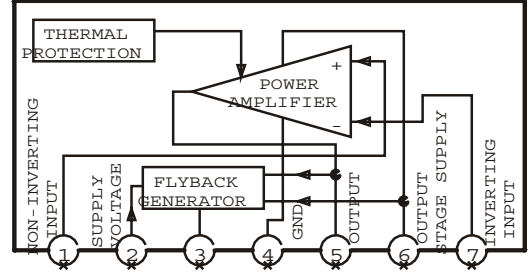 THERMAL
PROTECTION
POWER
AMPLIFIER
+
-
FLYBACK
GENERATOR
NON-INVERTING
INPUT
SUPPLY
VOLTAGE
GND
OUTPUT
OUTPUT
STAGE SUPPLY
INVERTING
INPUT
1 2 3 4 5 6 7